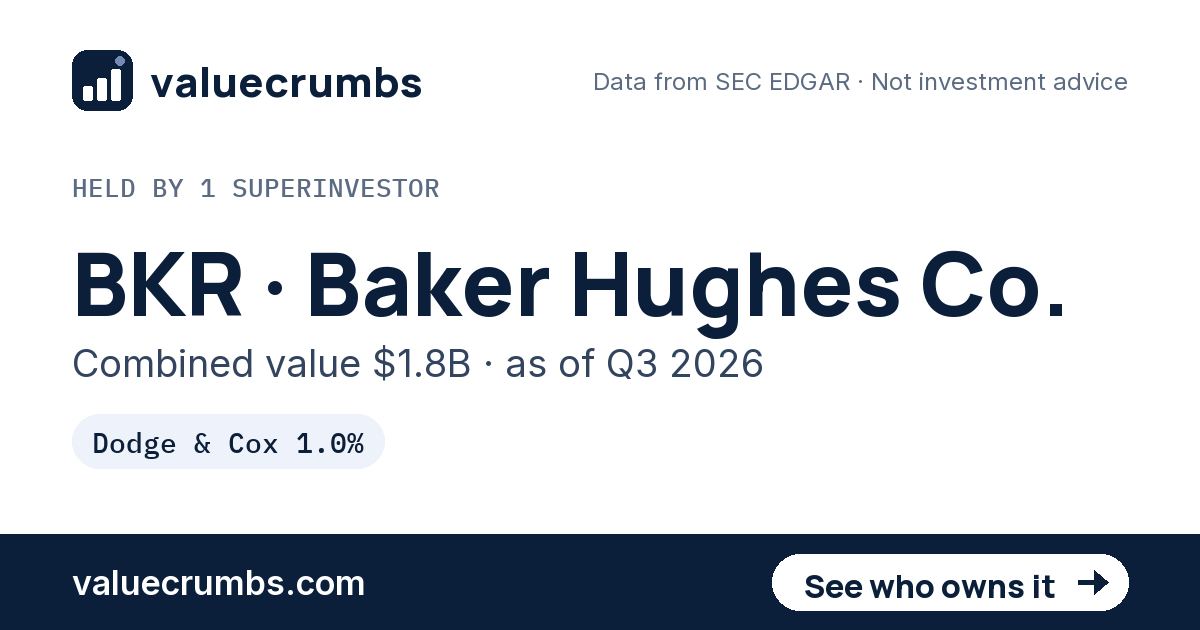 valuecrumbs
Data from SEC EDGAR · Not investment advice
HELD BY 1 SUPERINVESTOR
BKR · Baker Hughes Co.
Combined value $1.8B · as of Q3 2026
Dodge & Cox 1.0%
valuecrumbs.com
See who owns it →